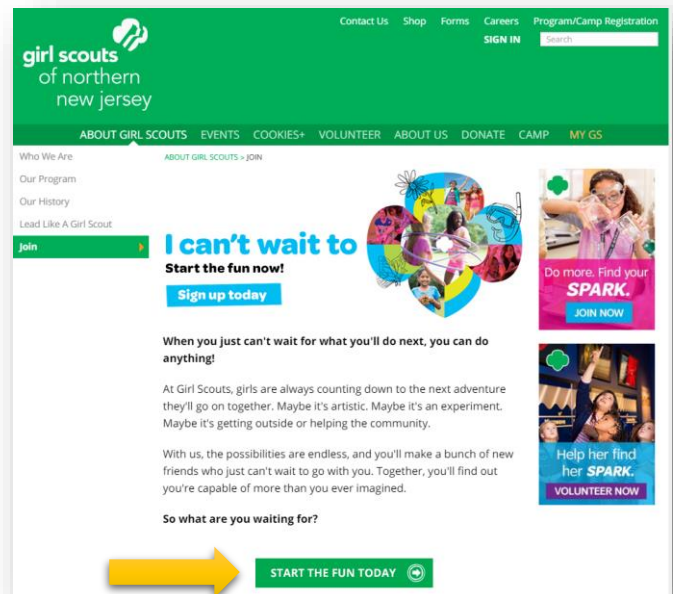 Contact Us Shop Forms Careers Program/Camp Registration
SIGN IN Search
girl scouts
of northern
new jersey
ABOUT GIRL SCOUTS EVENTS COOKIES+ VOLUNTEER ABOUT US DONATE CAMP MY GS
Who We Are
Our Program
Our History
Lead Like A Girl Scout
Join
ABOUT GIRL SCOUTS > JOIN
I can't wait to
Start the fun now!
Sign up today
When you just can't wait for what you'll do next, you can do
anything!
At Girl Scouts, girls are always counting down to the next adventure
they'll go on together. Maybe it's artistic. Maybe it's an experiment.
Maybe it's getting outside or helping the community.
With us, the possibilities are endless, and you'll make a bunch of new
friends who just can't wait to go with you. Together, you'll find out
you're capable of more than you ever imagined.
So what are you waiting for?
START THE FUN TODAY
Do more. Find your
SPARK.
JOIN NOW
Help her find
her SPARK.
VOLUNTEER NOW